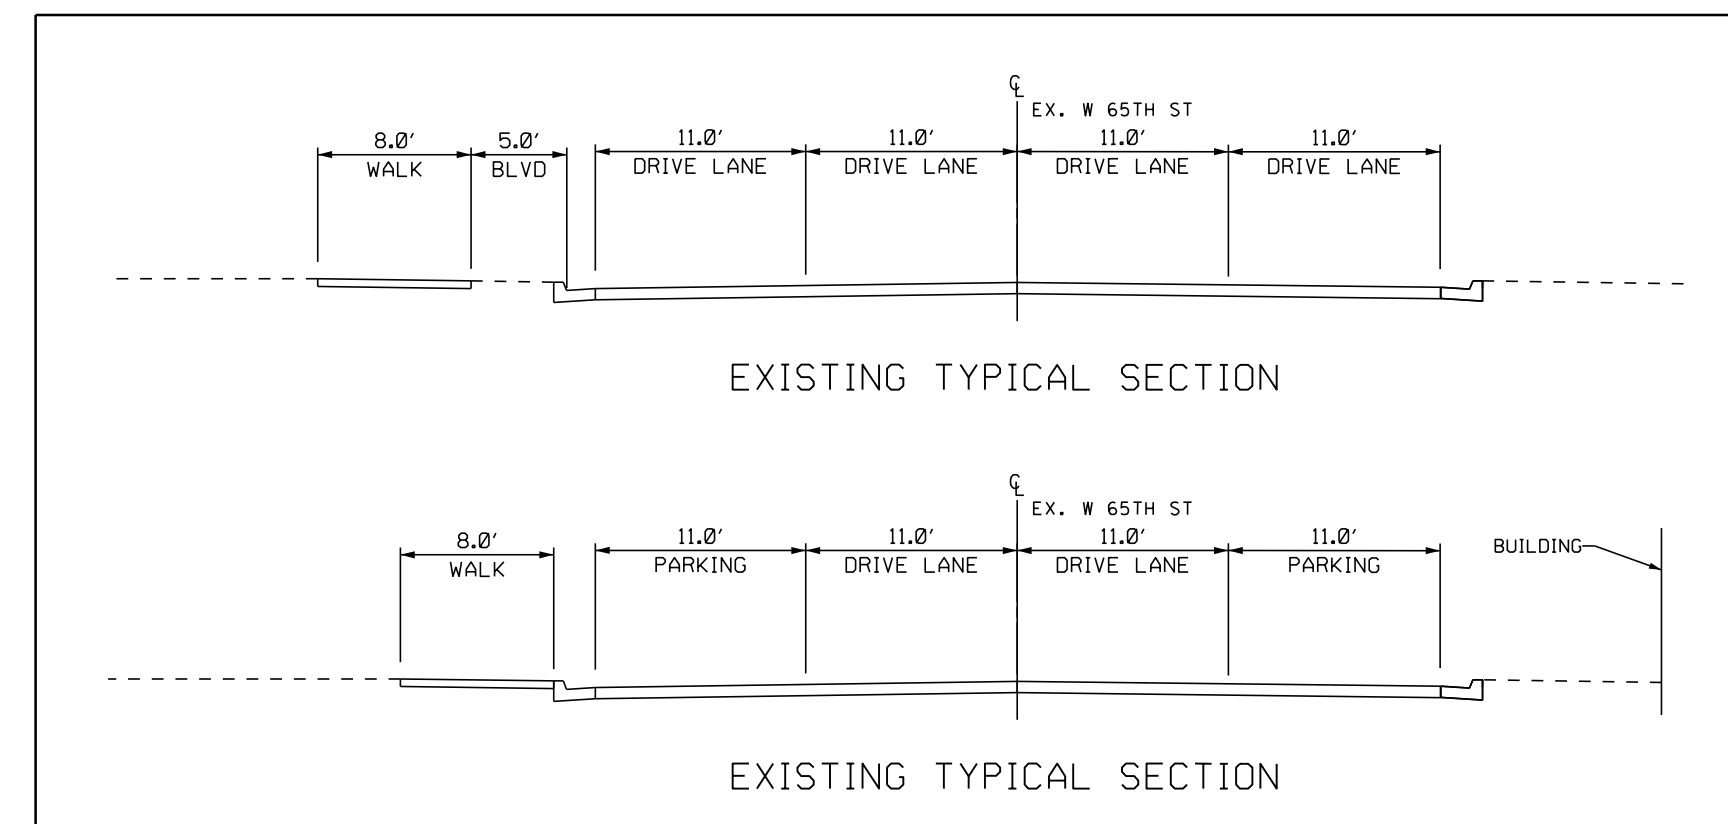 ℄
EX. W 65TH ST
8.0' 5.0' 11.0' 11.0' 11.0' 11.0'
WALK BLVD DRIVE LANE DRIVE LANE DRIVE LANE DRIVE LANE
EXISTING TYPICAL SECTION
℄
EX. W 65TH ST
8.0' 11.0' 11.0' 11.0' 11.0'
WALK PARKING DRIVE LANE DRIVE LANE PARKING
BUILDING
EXISTING TYPICAL SECTION